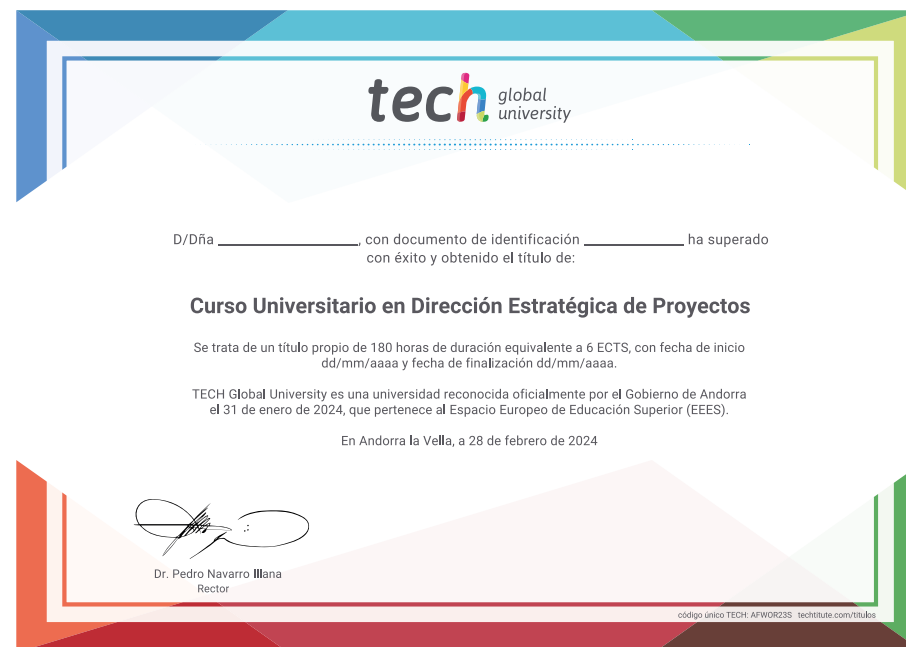 tech global university
D/Dña ____________________, con documento de identificación ______________ ha superado
con éxito y obtenido el título de:
Curso Universitario en Dirección Estratégica de Proyectos
Se trata de un título propio de 180 horas de duración equivalente a 6 ECTS, con fecha de inicio
dd/mm/aaaa y fecha de finalización dd/mm/aaaa.
TECH Global University es una universidad reconocida oficialmente por el Gobierno de Andorra
el 31 de enero de 2024, que pertenece al Espacio Europeo de Educación Superior (EEES).
En Andorra la Vella, a 28 de febrero de 2024
Dr. Pedro Navarro Illana
Rector
código único TECH: AFWOR23S techtitute.com/titulos